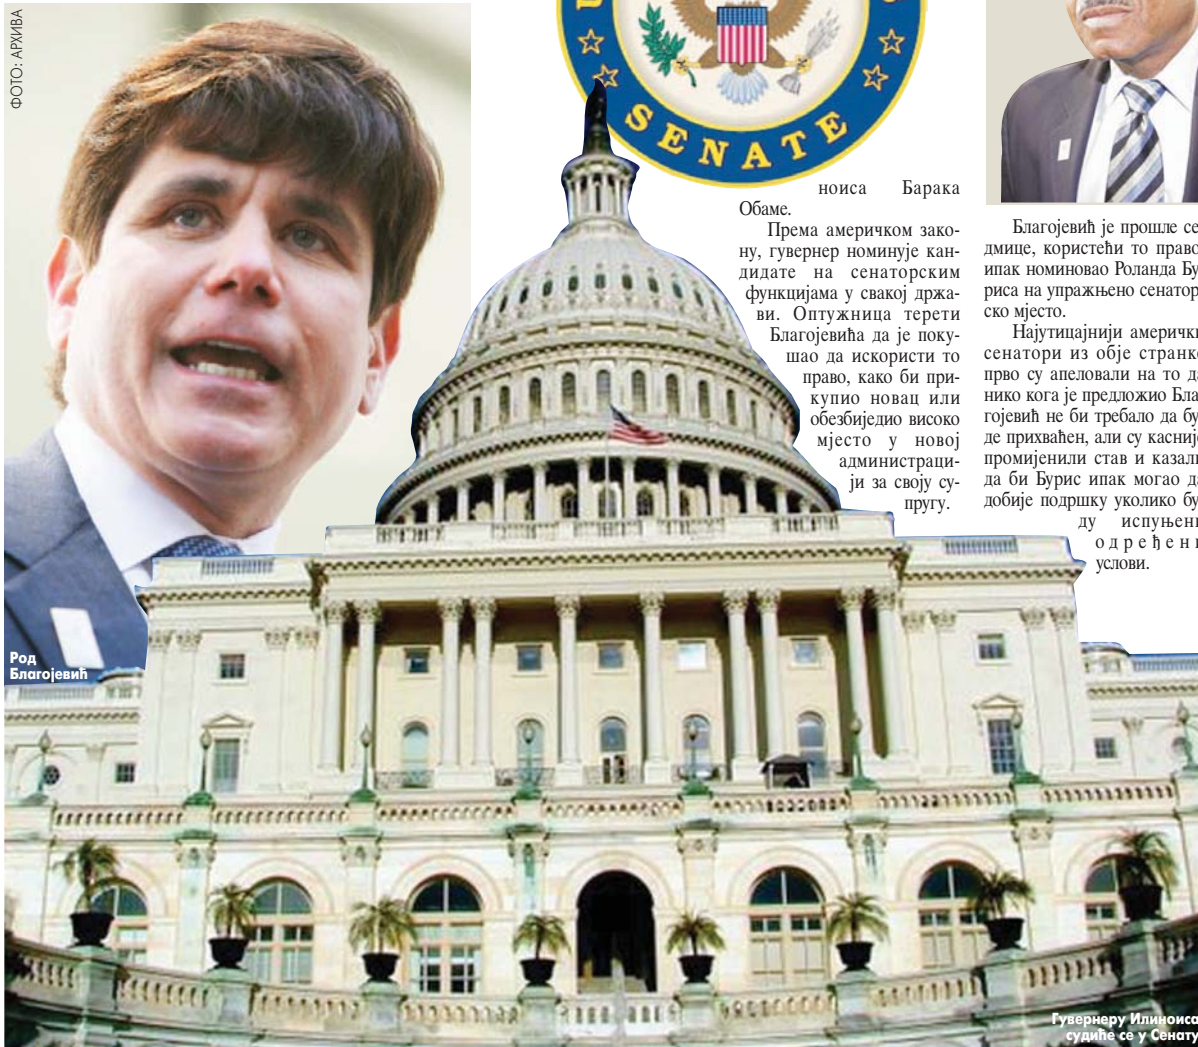 ФОТО: АРХИВА
SENATE
ноиса Барака
Обаме.
Према америчком зако-
ну, гувернер номинује кан-
дидате на сенаторским
функцијама у свакој држа-
ви. Оптужница терети
Благојевића да је поку-
шао да искористи то
право, како би при-
купио новац или
обезбиједио високо
мјесто у новој
администраци-
ји за своју су-
пругу.
Благојевић је прошле се-
дмице, користећи то право,
ипак номиновао Роланда Бу-
риса на упражњено сенатор-
ско мјесто.
Најутицајнији амерички
сенатори из обје странке
прво су апеловали на то да
нико кога је предложио Бла-
гојевић не би требало да бу-
де прихваћен, али су касније
промијенили став и казали
да би Бурис ипак могао да
добије подршку уколико бу-
ду испуњени
одређени
услови.
Род
Благојевић
Гувернеру Илиноиса
судиће се у Сенату